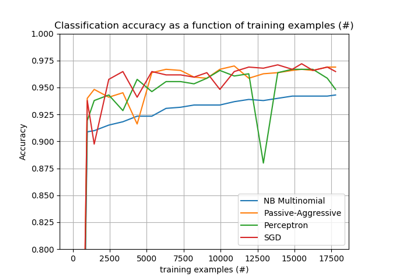 Classification accuracy as a function of training examples (#)
1.000
0.975
0.950
0.925
0.900
0.875
0.850
0.825
0.800
Accuracy
NB Multinomial
Passive-Aggressive
Perceptron
SGD
0 2500 5000 7500 10000 12500 15000 17500
training examples (#)